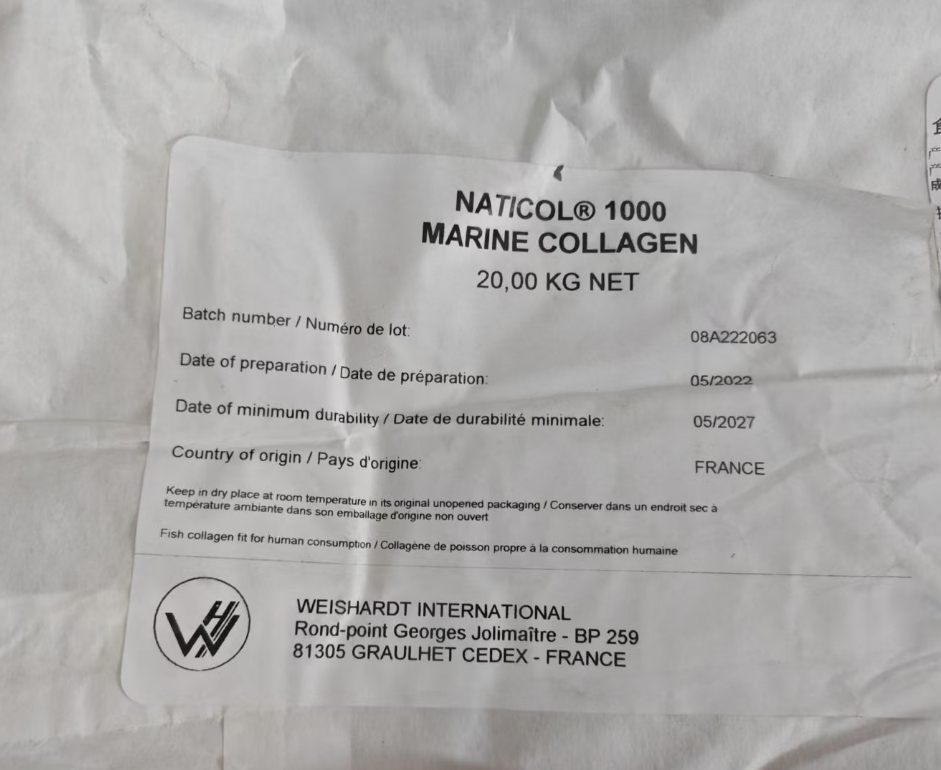 NATICOL® 1000
MARINE COLLAGEN
20,00 KG NET
Batch number / Numéro de lot: 08A222063
Date of preparation / Date de préparation: 05/2022
Date of minimum durability / Date de durabilité minimale: 05/2027
Country of origin / Pays d'origine: FRANCE
Keep in dry place at room temperature in its original unopened packaging / Conserver dans un endroit sec à
température ambiante dans son emballage d'origine non ouvert
Fish collagen fit for human consumption / Collagène de poisson propre à la consommation humaine
WEISHARDT INTERNATIONAL
Rond-point Georges Jolimaître - BP 259
81305 GRAULHET CEDEX - FRANCE